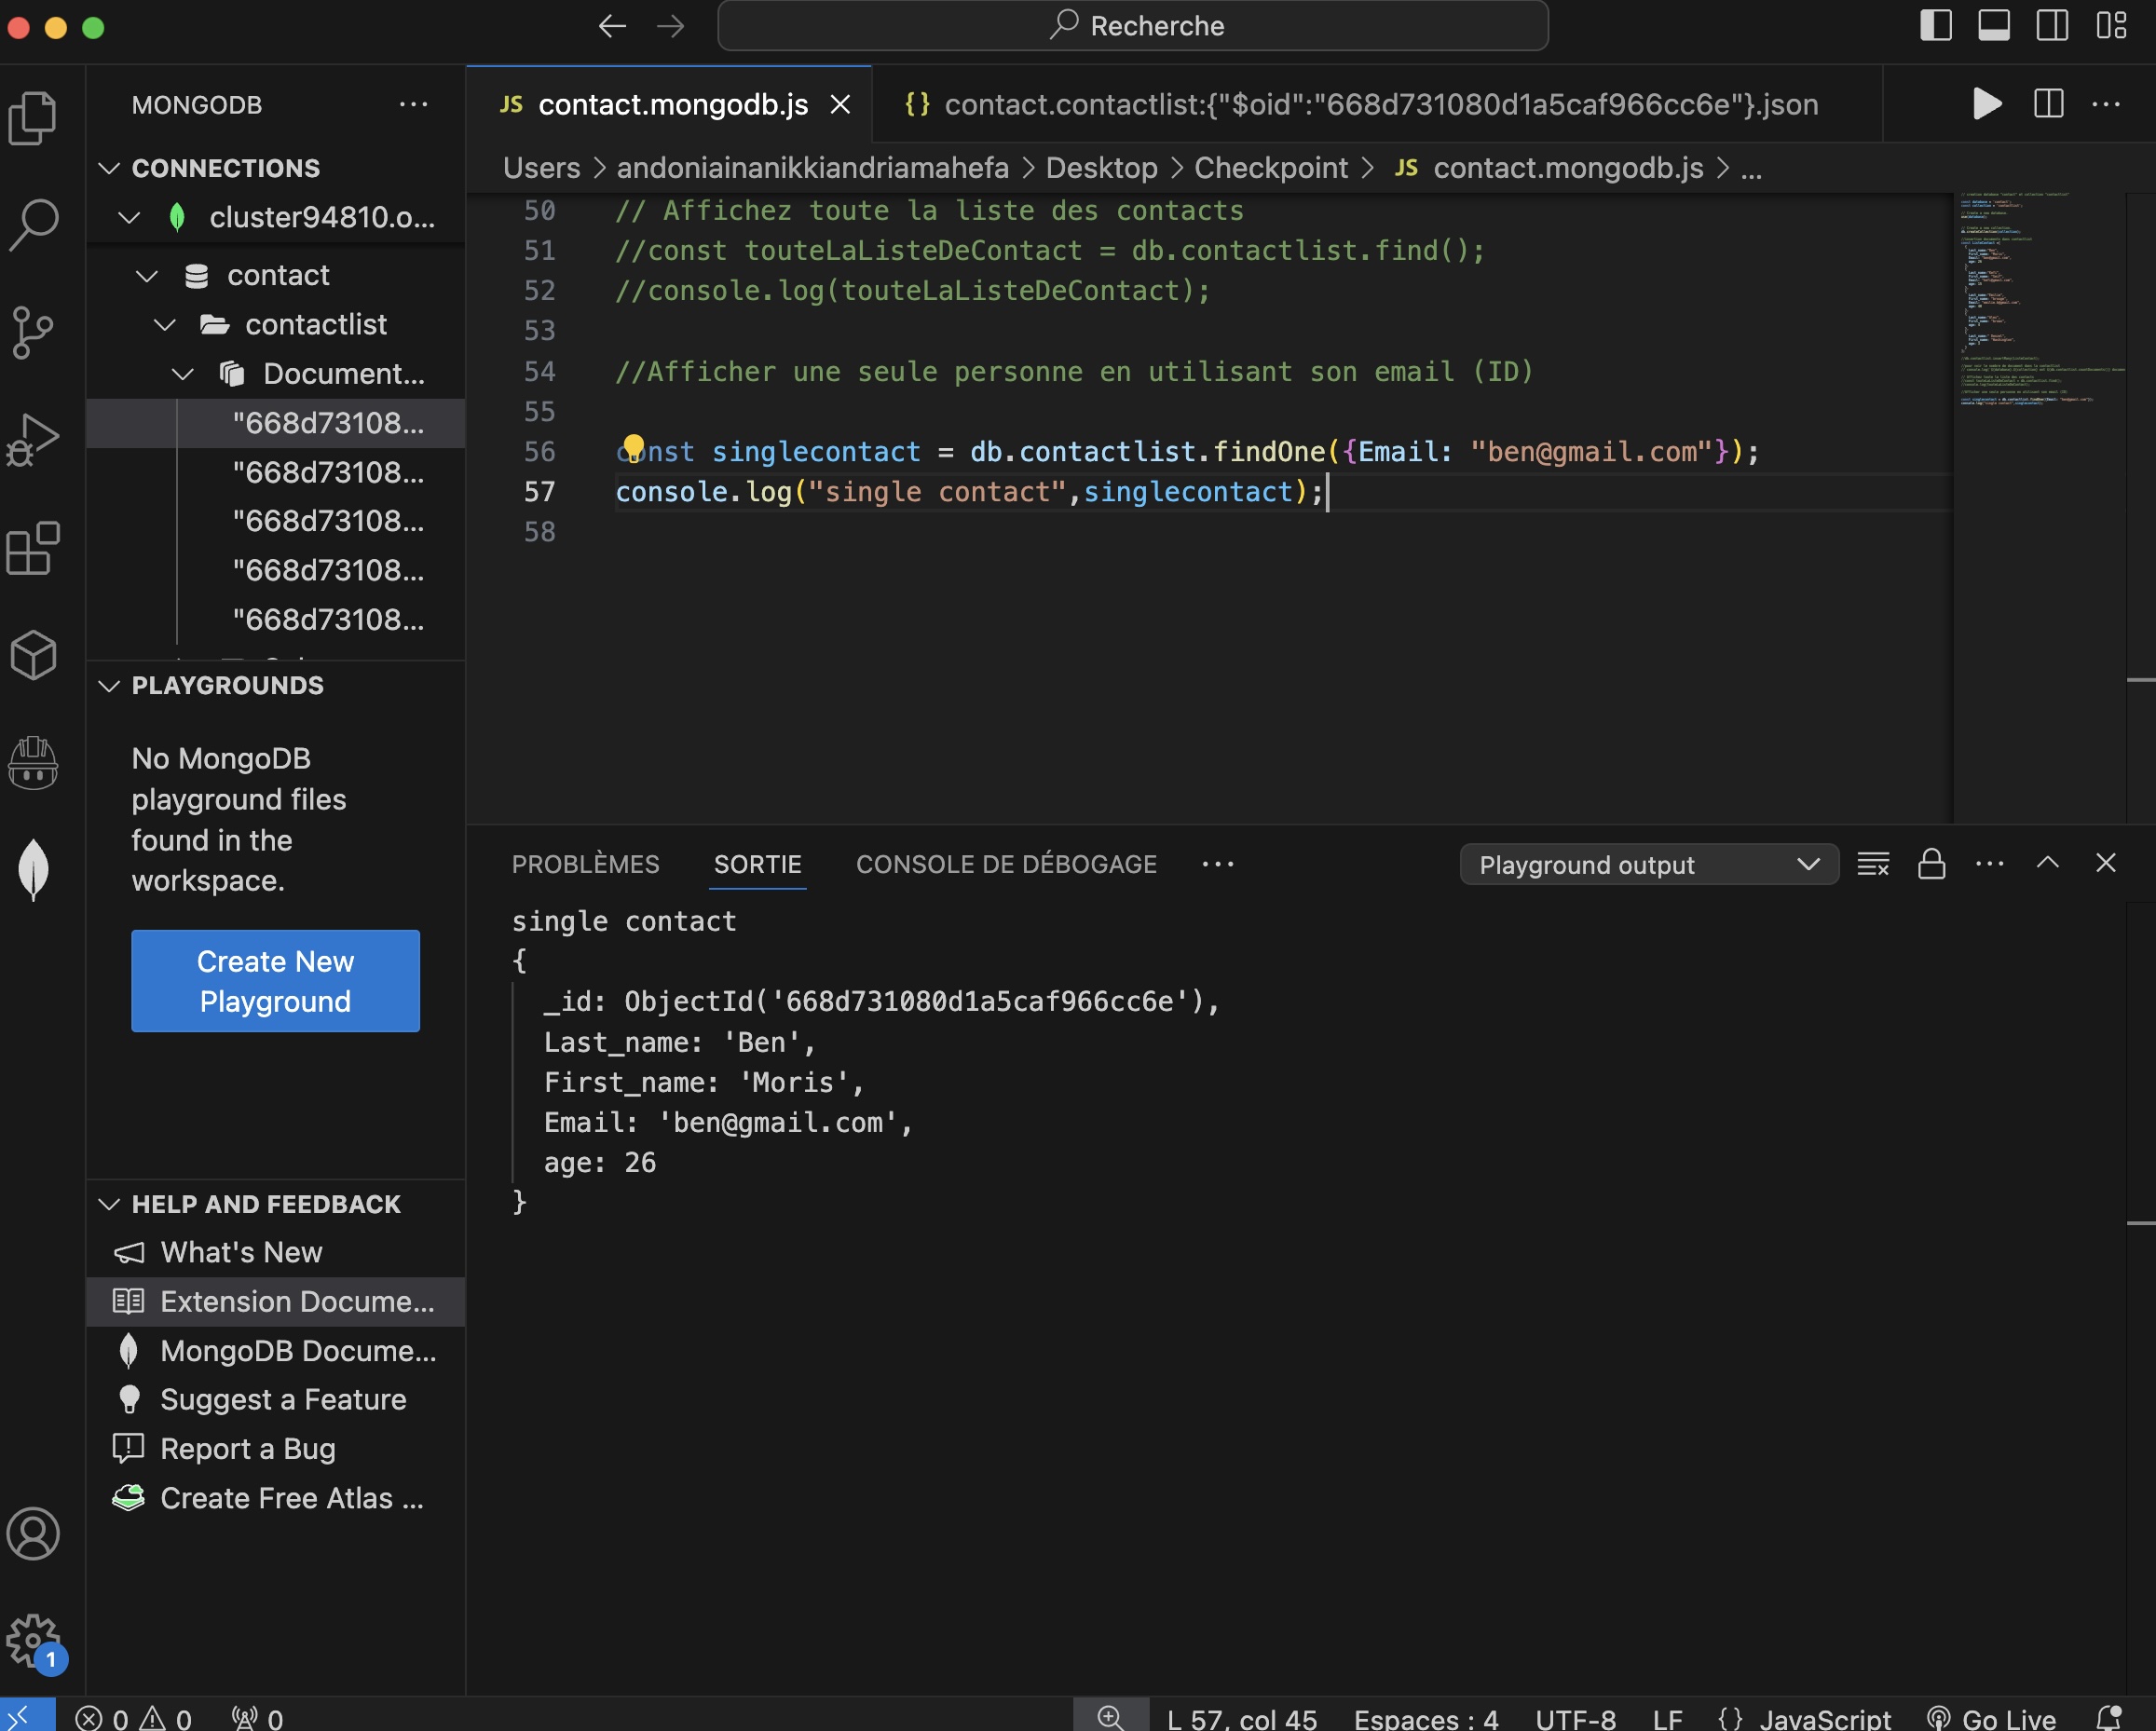 Recherche
MONGODB
CONNECTIONS
cluster94810.o...
contact
contactlist
Document...
"668d73108...
"668d73108...
"668d73108...
"668d73108...
"668d73108...
PLAYGROUNDS
No MongoDB
playground files
found in the
workspace.
Create New
Playground
HELP AND FEEDBACK
What's New
Extension Docume...
MongoDB Docume...
Suggest a Feature
Report a Bug
Create Free Atlas ...
JS contact.mongodb.js
{} contact.contactlist:{"$oid":"668d731080d1a5caf966cc6e"}.json
Users > andoniainanikkiandriamahefa > Desktop > Checkpoint > JS contact.mongodb.js > ...
50 // Affichez toute la liste des contacts
51 //const touteLaListeDeContact = db.contactlist.find();
52 //console.log(touteLaListeDeContact);
53
54 //Afficher une seule personne en utilisant son email (ID)
55
56 const singlecontact = db.contactlist.findOne({Email: "ben@gmail.com"});
57 console.log("single contact",singlecontact);
58
PROBLÈMES SORTIE CONSOLE DE DÉBOGAGE ... Playground output
single contact
{
_id: ObjectId('668d731080d1a5caf966cc6e'),
Last_name: 'Ben',
First_name: 'Moris',
Email: 'ben@gmail.com',
age: 26
}
1
0 0 0 L 57, col 45 Espaces : 4 UTF-8 LF {} JavaScript Go Live